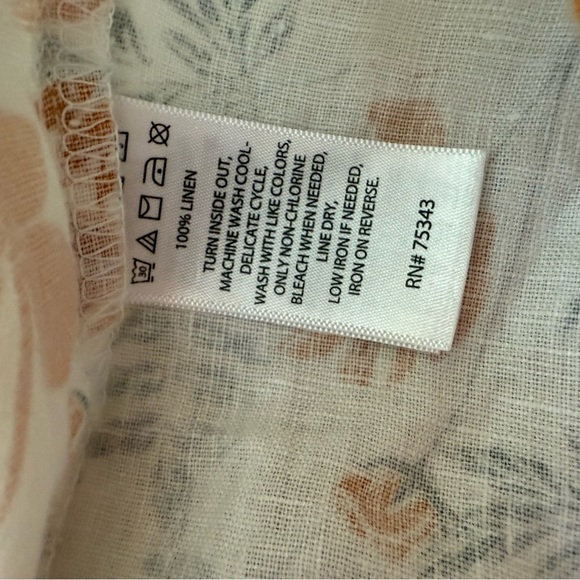 30
100% LINEN
TURN INSIDE OUT,
MACHINE WASH COOL-
DELICATE CYCLE,
WASH WITH LIKE COLORS,
ONLY NON-CHLORINE
BLEACH WHEN NEEDED,
LINE DRY,
LOW IRON IF NEEDED,
IRON ON REVERSE.
RN# 75343